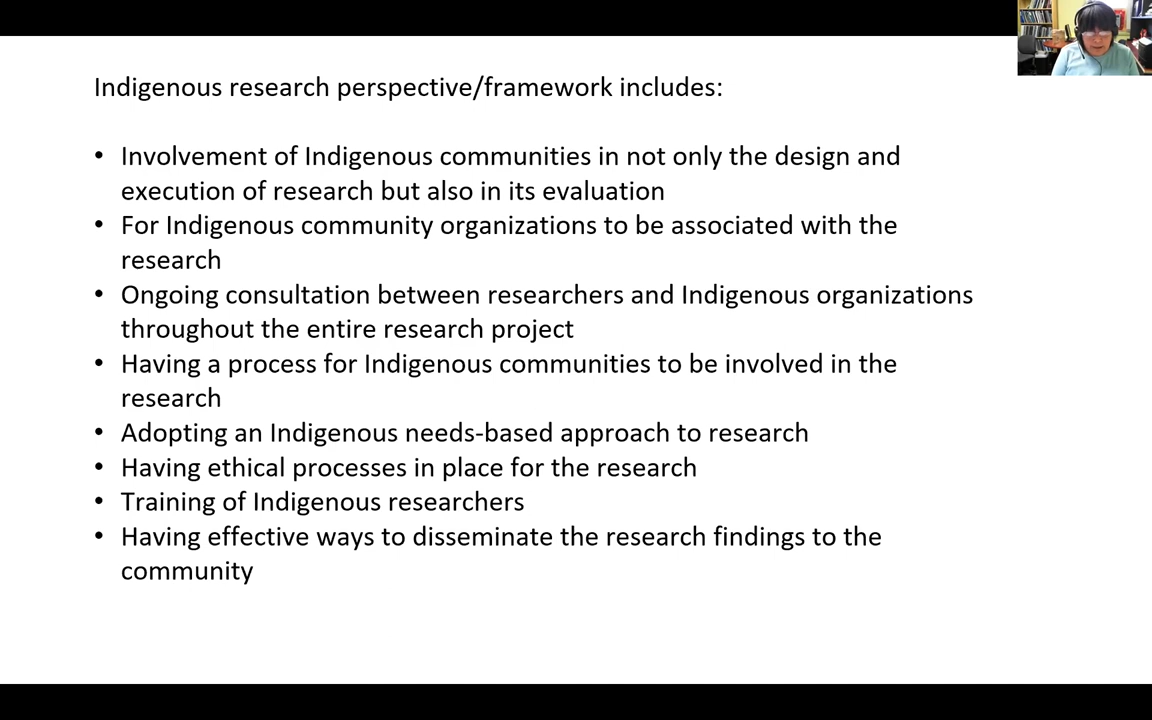 Indigenous research perspective/framework includes:
• Involvement of Indigenous communities in not only the design and
execution of research but also in its evaluation
• For Indigenous community organizations to be associated with the
research
• Ongoing consultation between researchers and Indigenous organizations
throughout the entire research project
• Having a process for Indigenous communities to be involved in the
research
• Adopting an Indigenous needs-based approach to research
• Having ethical processes in place for the research
• Training of Indigenous researchers
• Having effective ways to disseminate the research findings to the
community